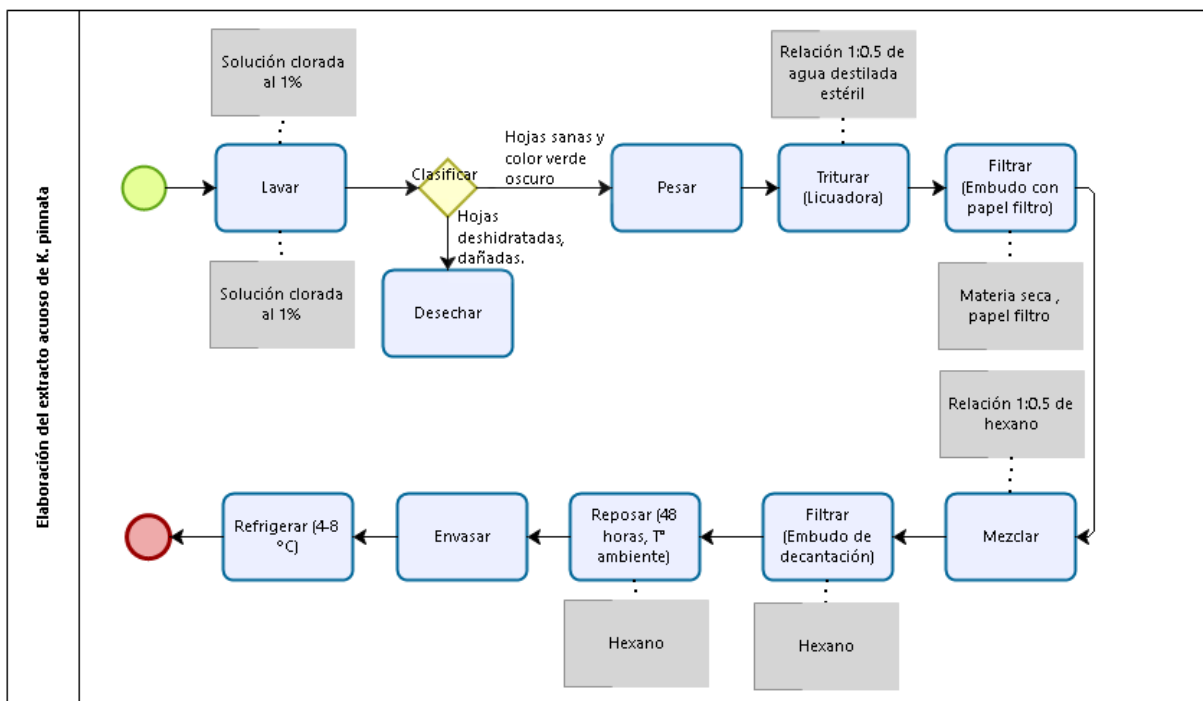 Elaboración del extracto acuoso de K. pinnata
Solución clorada
al 1%
Relación 1:0.5 de
agua destilada
estéril
Lavar
Clasificar
Hojas sanas y
color verde
oscuro
Pesar
Triturar
(Licuadora)
Filtrar
(Embudo con
papel filtro)
Solución clorada
al 1%
Hojas
deshidratadas,
dañadas.
Desechar
Materia seca ,
papel filtro
Relación 1:0.5 de
hexano
Refrigerar (4-8
°C)
Envasar
Reposar (48
horas, T°
ambiente)
Filtrar
(Embudo de
decantación)
Mezclar
Hexano
Hexano